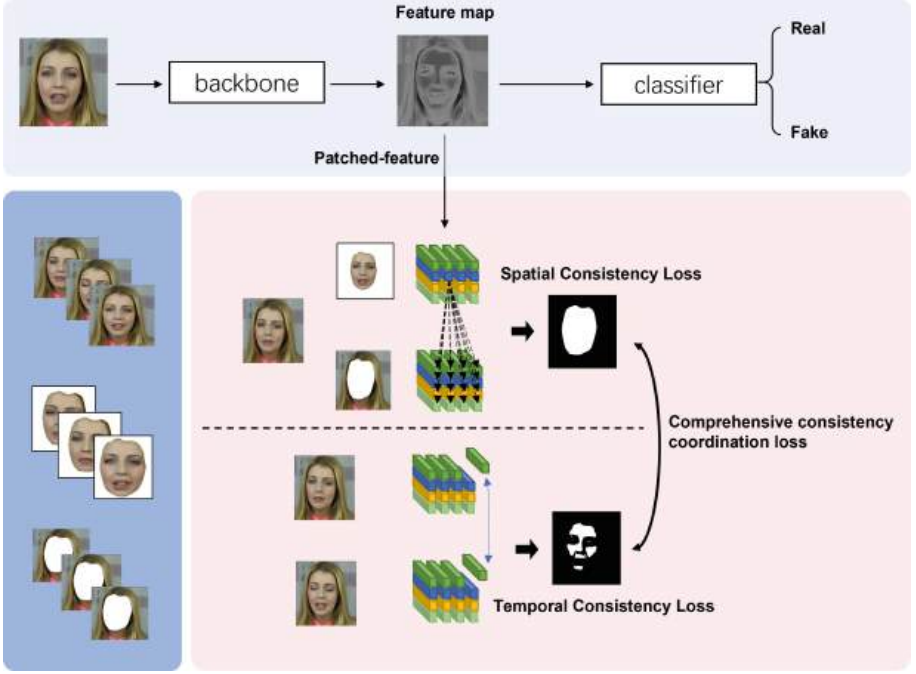 Feature map
backbone
classifier
Real
Fake
Patched-feature
Spatial Consistency Loss
Comprehensive consistency
coordination loss
Temporal Consistency Loss